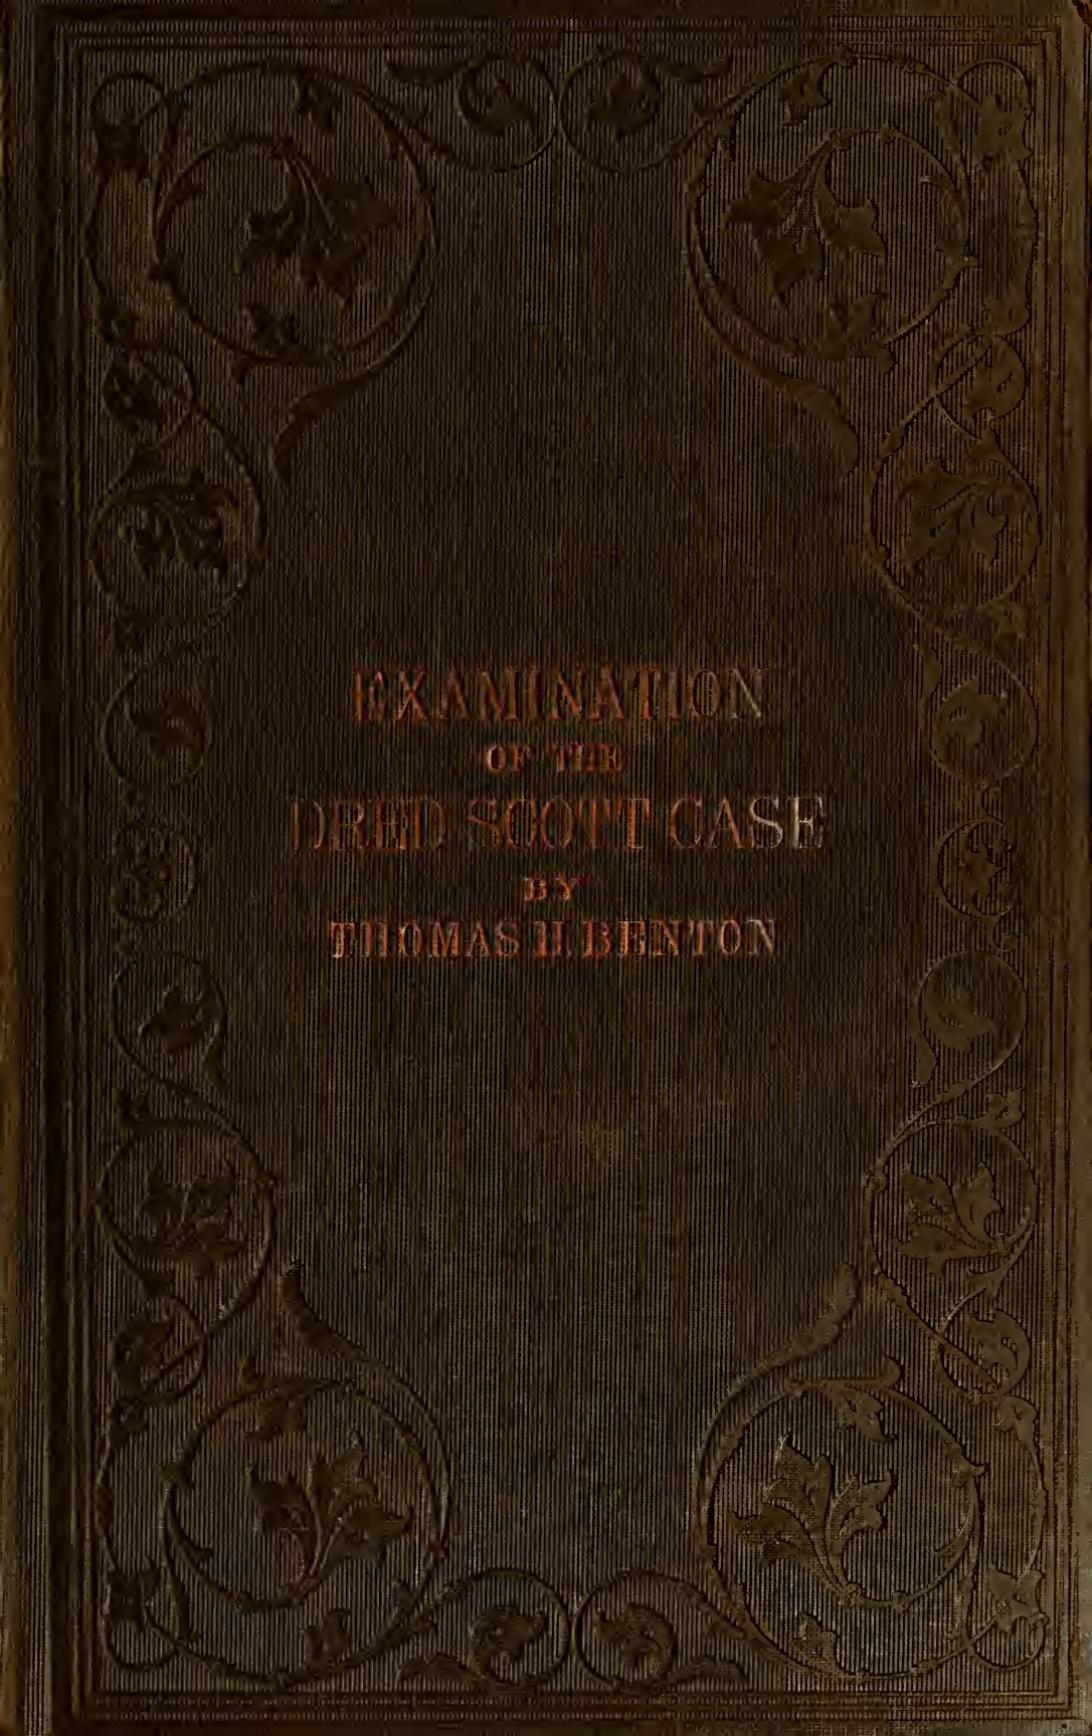 EXAMINATION
OF THE
DRED SCOTT CASE
BY
THOMAS H. BENTON